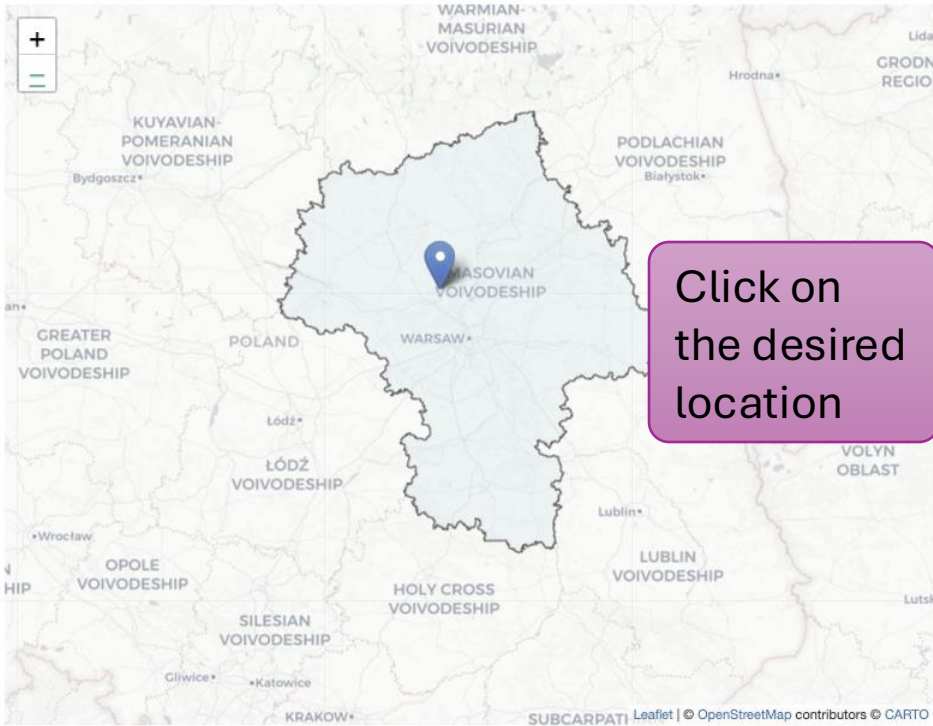 WARMIAN-
MASURIAN
VOIVODESHIP
+
Lida
GRODN
REGIO
Hrodna
KUYAVIAN-
POMERANIAN
VOIVODESHIP
PODLACHIAN
VOIVODESHIP
Bydgoszcz
Białystok
MASOVIAN
VOIVODESHIP
Click on
the desired
location
an
GREATER
POLAND
VOIVODESHIP
POLAND
WARSAW
Łódź
ŁÓDŹ
VOIVODESHIP
VOLYN
OBLAST
Wrocław
Lublin
OPOLE
VOIVODESHIP
N
HIP
LUBLIN
VOIVODESHIP
HOLY CROSS
VOIVODESHIP
Lutsk
SILESIAN
VOIVODESHIP
Gliwice
Katowice
KRAKOW
SUBCARPATI
Leaflet | © OpenStreetMap contributors © CARTO